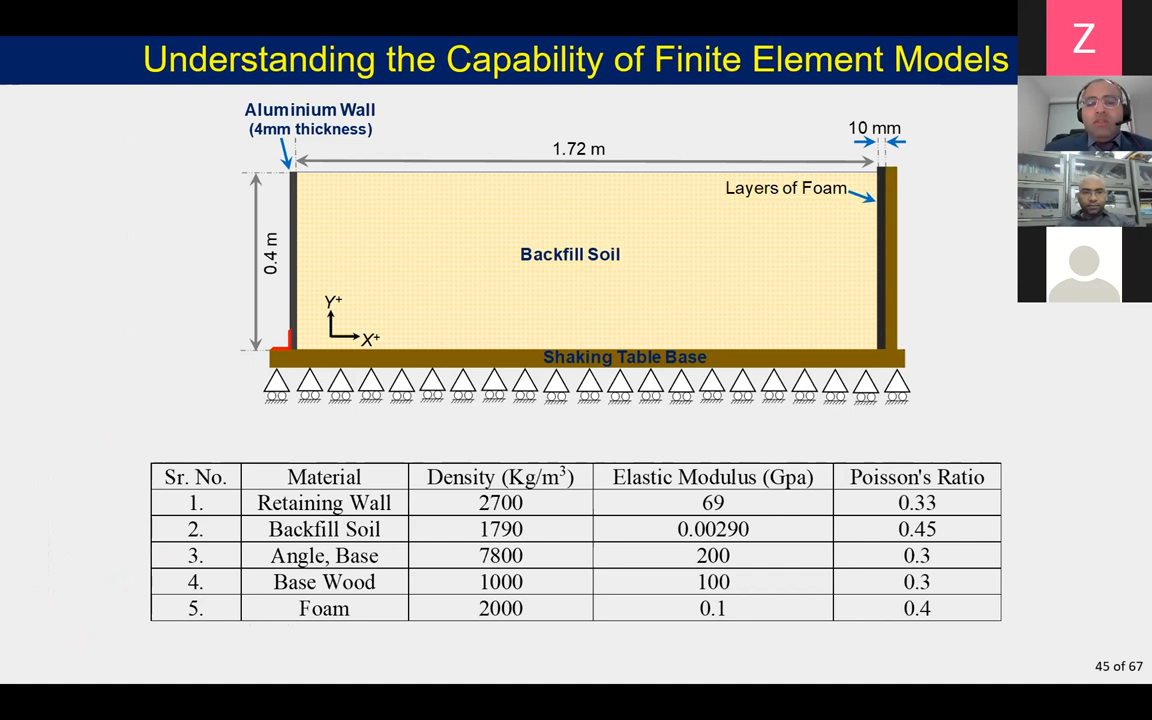 Understanding the Capability of Finite Element Models
Z
Aluminium Wall
(4mm thickness)
10 mm
1.72 m
Layers of Foam
0.4 m
Backfill Soil
Y+
X+
Shaking Table Base
Sr. No. Material Density (Kg/m³) Elastic Modulus (Gpa) Poisson's Ratio
1. Retaining Wall 2700 69 0.33
2. Backfill Soil 1790 0.00290 0.45
3. Angle, Base 7800 200 0.3
4. Base Wood 1000 100 0.3
5. Foam 2000 0.1 0.4
45 of 67